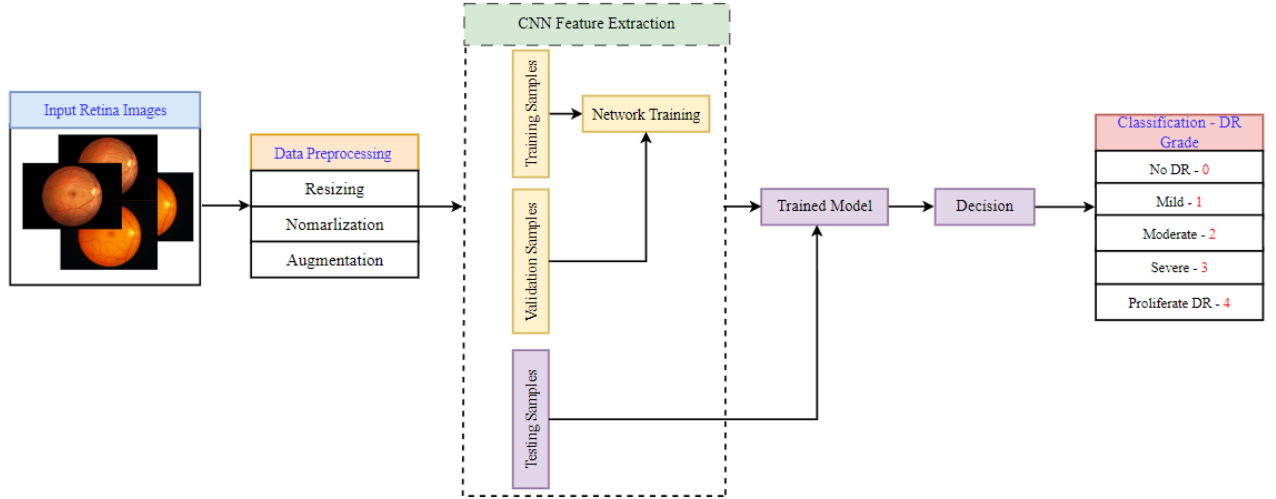 CNN Feature Extraction
Input Retina Images
Data Preprocessing
Resizing
Nomarlization
Augmentation
Training Samples
Network Training
Validation Samples
Testing Samples
Trained Model
Decision
Classification - DR
Grade
No DR - 0
Mild - 1
Moderate - 2
Severe - 3
Proliferate DR - 4